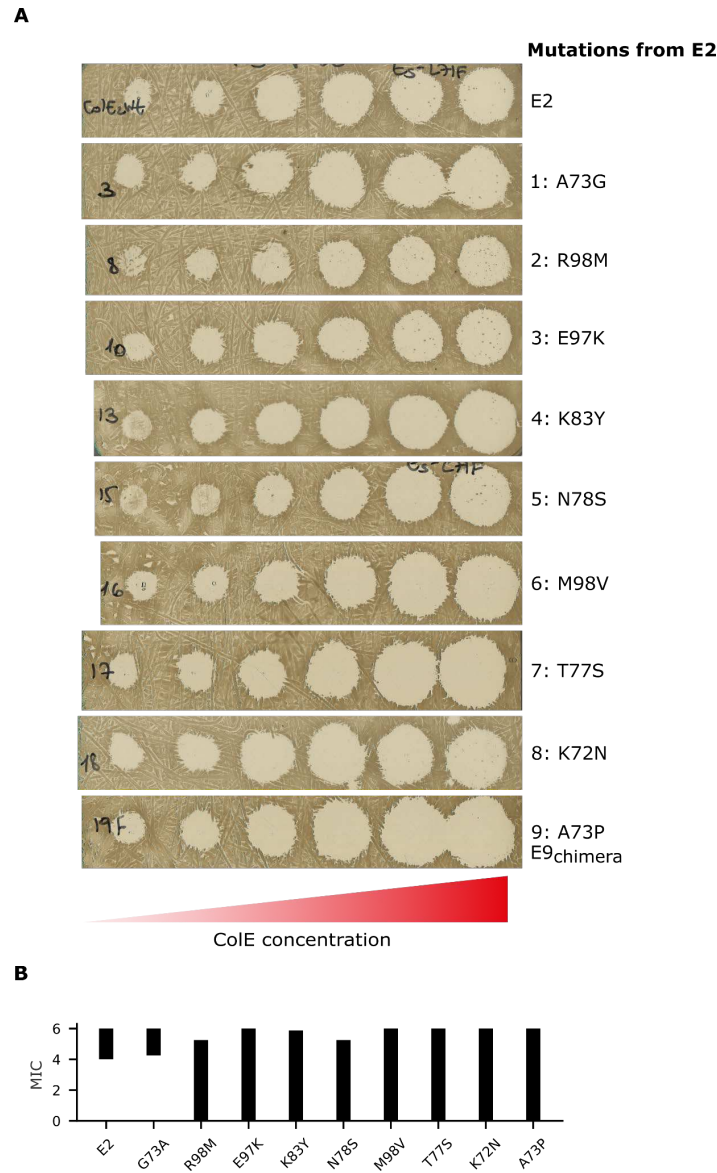 A
Mutations from E2
E2
3
1: A73G
8
2: R98M
10
3: E97K
13
4: K83Y
15
5: N78S
16
6: M98V
17
7: T77S
18
8: K72N
19F
9: A73P
E9chimera
ColE concentration
B
MIC
6
4
2
0
E2
G73A
R98M
E97K
K83Y
N78S
M98V
T77S
K72N
A73P